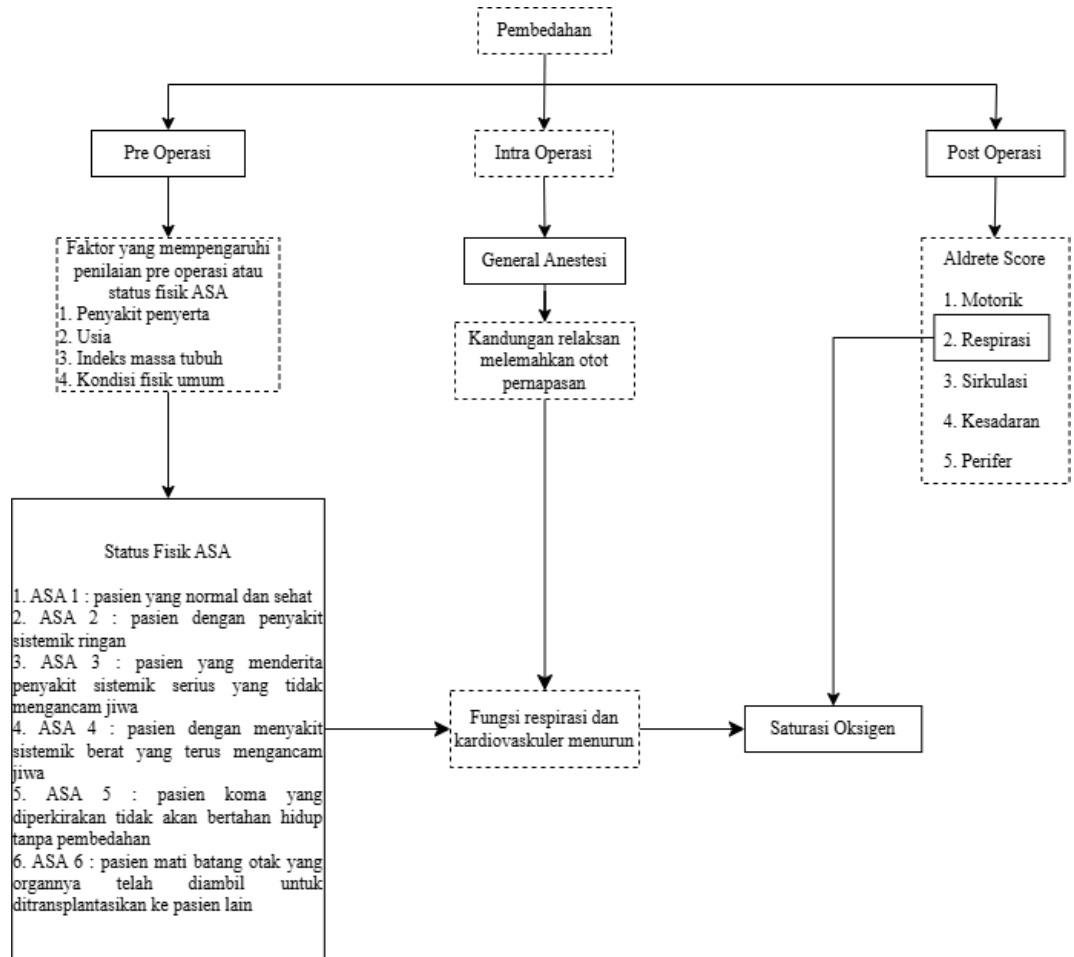 Pembedahan
Pre Operasi
Intra Operasi
Post Operasi
Faktor yang mempengaruhi
penilaian pre operasi atau
status fisik ASA
1. Penyakit penyerta
2. Usia
3. Indeks massa tubuh
4. Kondisi fisik umum
General Anestesi
Kandungan relaksan
melemahkan otot
pernapasan
Aldrete Score
1. Motorik
2. Respirasi
3. Sirkulasi
4. Kesadaran
5. Perifer
Status Fisik ASA
1. ASA 1 : pasien yang normal dan sehat
2. ASA 2 : pasien dengan penyakit
sistemik ringan
3. ASA 3 : pasien yang menderita
penyakit sistemik serius yang tidak
mengancam jiwa
4. ASA 4 : pasien dengan menyakit
sistemik berat yang terus mengancam
jiwa
5. ASA 5 : pasien koma yang
diperkirakan tidak akan bertahan hidup
tanpa pembedahan
6. ASA 6 : pasien mati batang otak yang
organnya telah diambil untuk
ditransplantasikan ke pasien lain
Fungsi respirasi dan
kardiovaskuler menurun
Saturasi Oksigen